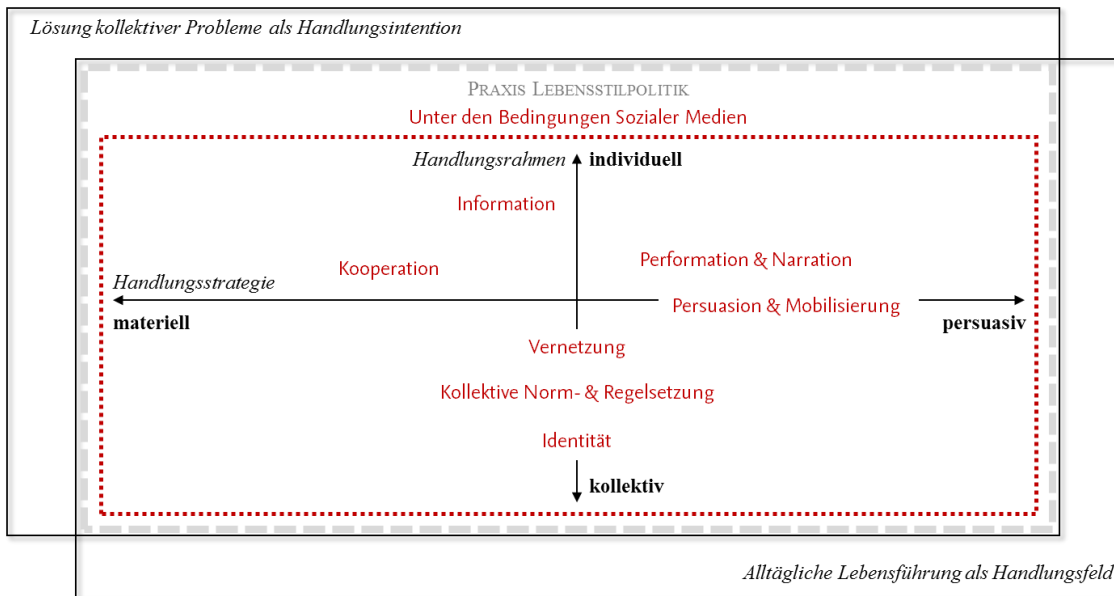 Lösung kollektiver Probleme als Handlungsintention
PRAXIS LEBENSSTILPOLITIK
Unter den Bedingungen Sozialer Medien
Handlungsrahmen individuell
Information
Kooperation
Performation & Narration
Handlungsstrategie
Persuasion & Mobilisierung
materiell
persuasiv
Vernetzung
Kollektive Norm- & Regelsetzung
Identität
kollektiv
Alltägliche Lebensführung als Handlungsfeld